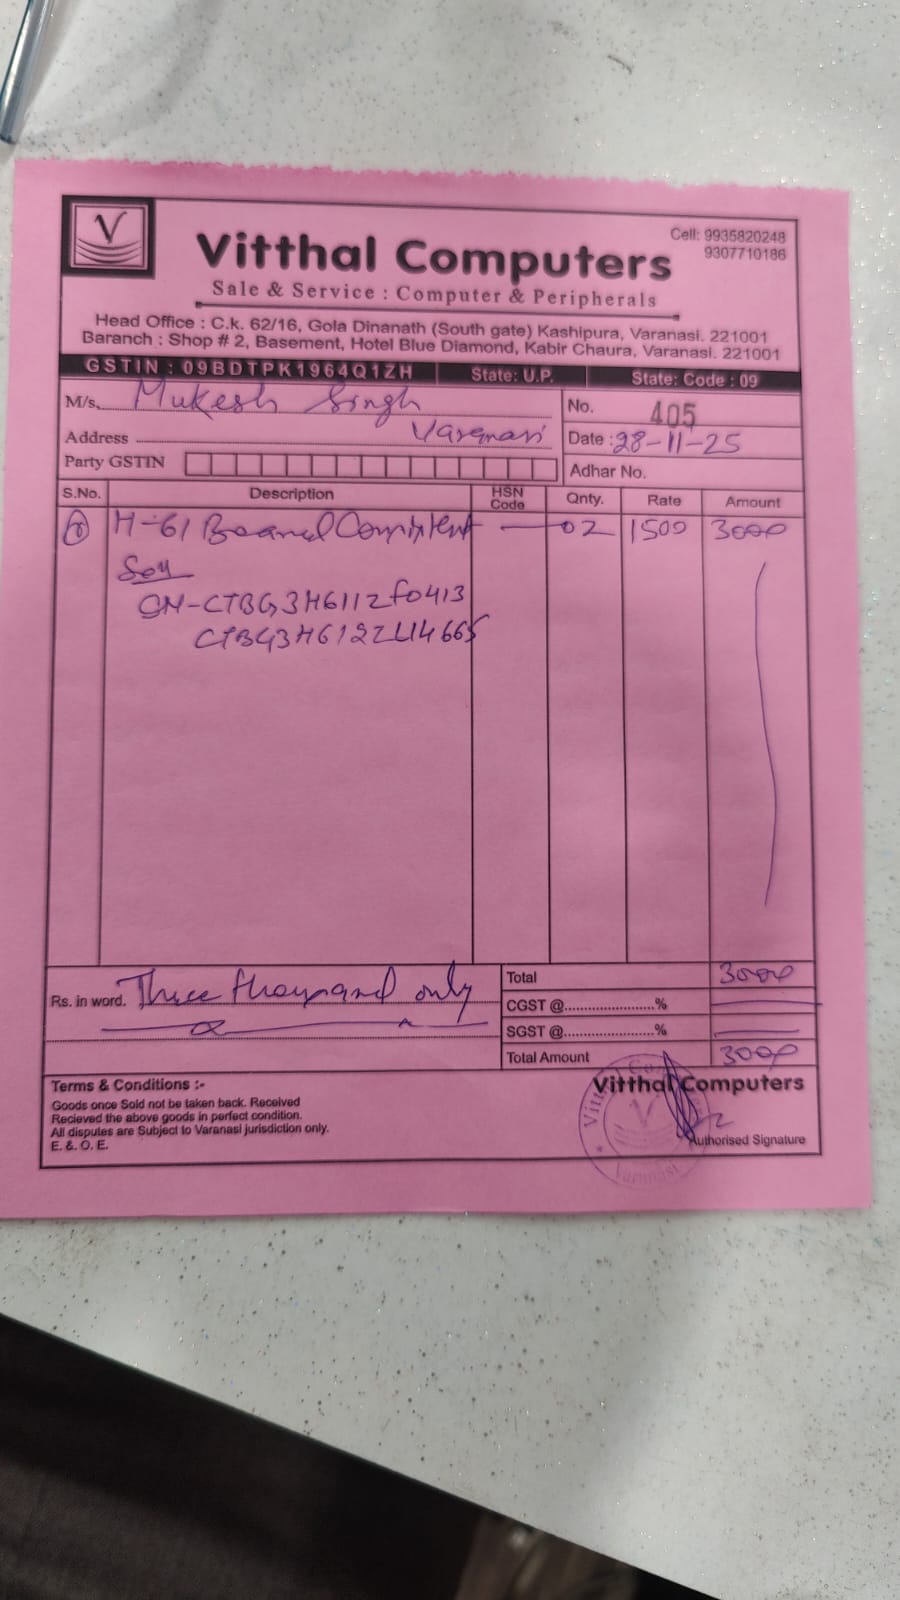 V
Vitthal Computers
Cell: 9935820248
9307710186
Sale & Service : Computer & Peripherals
Head Office : C.k. 62/16, Gola Dinanath (South gate) Kashipura, Varanasi. 221001
Baranch : Shop # 2, Basement, Hotel Blue Diamond, Kabir Chaura, Varanasi. 221001
GSTIN : 09BDTPK1964Q1ZH State: U.P. State: Code : 09
M/s. Mukesh Singh No. 405
Address Varanasi Date : 28-11-25
Party GSTIN Adhar No.
S.No. Description HSN Code Qnty. Rate Amount
H-61 Board 02 1500 3000
CTBG3H6112F0413
CTBG3H612ZL14665
Rs. in word. Three thousand only
Total 3000
CGST @ %
SGST @ %
Total Amount 3000
Terms & Conditions :-
Goods once Sold not be taken back. Received
Recieved the above goods in perfect condition.
All disputes are Subject to Varanasi jurisdiction only.
E. & O. E.
Vitthal Computers
Authorised Signature
Varanasi